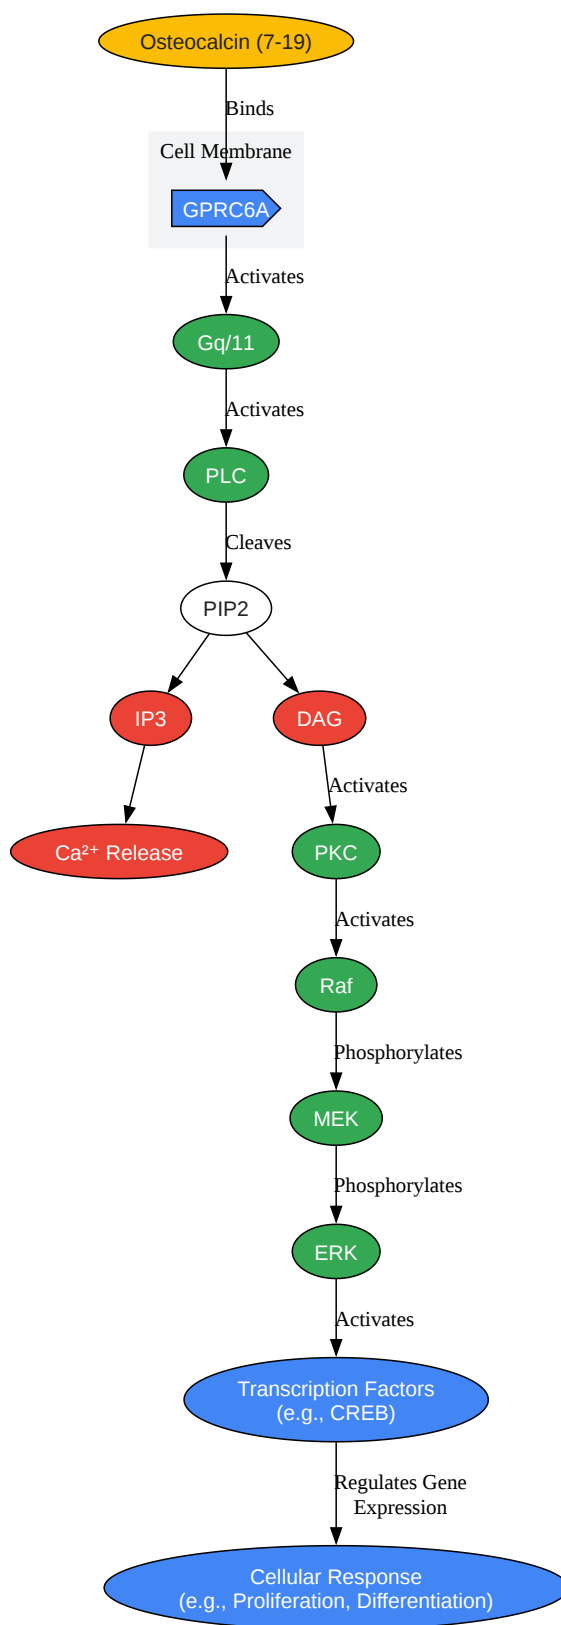 Osteocalcin (7-19)
Binds
Cell Membrane
GPRC6A
Activates
Gq/11
Activates
PLC
Cleaves
PIP2
IP3
DAG
Activates
Ca²⁺ Release
PKC
Activates
Raf
Phosphorylates
MEK
Phosphorylates
ERK
Activates
Transcription Factors
(e.g., CREB)
Regulates Gene
Expression
Cellular Response
(e.g., Proliferation, Differentiation)